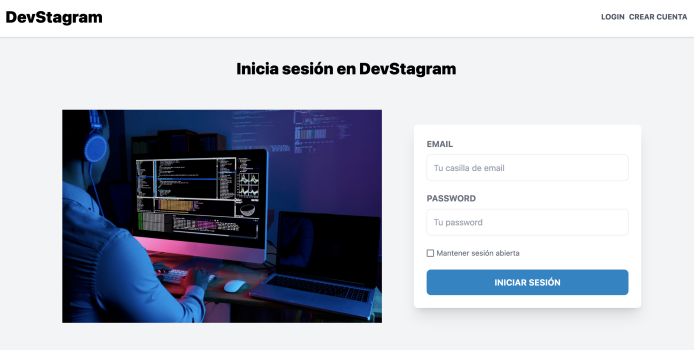 DevStagram
LOGIN CREAR CUENTA
Inicia sesión en DevStagram
EMAIL
Tu casilla de email
PASSWORD
Tu password
Mantener sesión abierta
INICIAR SESIÓN